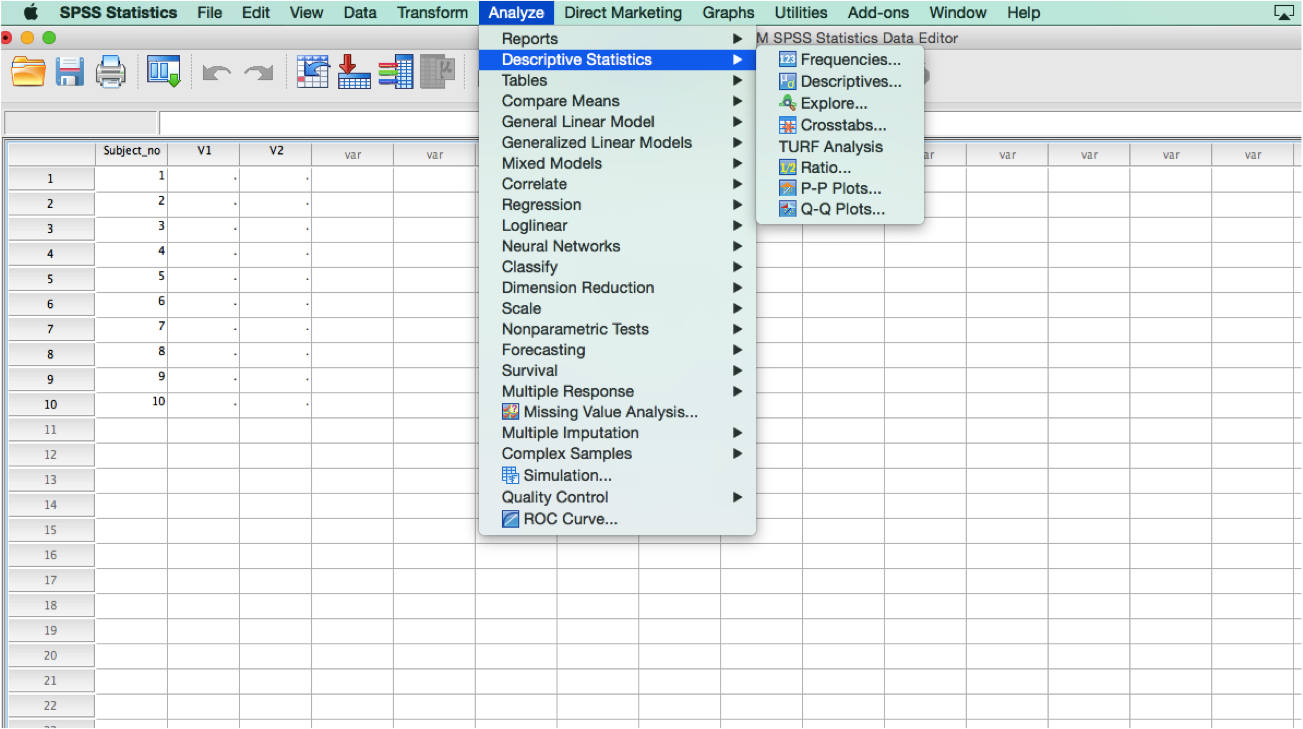 SPSS Statistics File Edit View Data Transform Analyze Direct Marketing Graphs Utilities Add-ons Window Help
M SPSS Statistics Data Editor
Reports
Descriptive Statistics
Tables
Compare Means
General Linear Model
Generalized Linear Models
Mixed Models
Correlate
Regression
Loglinear
Neural Networks
Classify
Dimension Reduction
Scale
Nonparametric Tests
Forecasting
Survival
Multiple Response
Missing Value Analysis...
Multiple Imputation
Complex Samples
Simulation...
Quality Control
ROC Curve...
Frequencies...
Descriptives...
Explore...
Crosstabs...
TURF Analysis
Ratio...
P-P Plots...
Q-Q Plots...
Subject_no V1 V2 var var ar var var var var
1 1 . .
2 2 . .
3 3 . .
4 4 . .
5 5 . .
6 6 . .
7 7 . .
8 8 . .
9 9 . .
10 10 . .
11
12
13
14
15
16
17
18
19
20
21
22